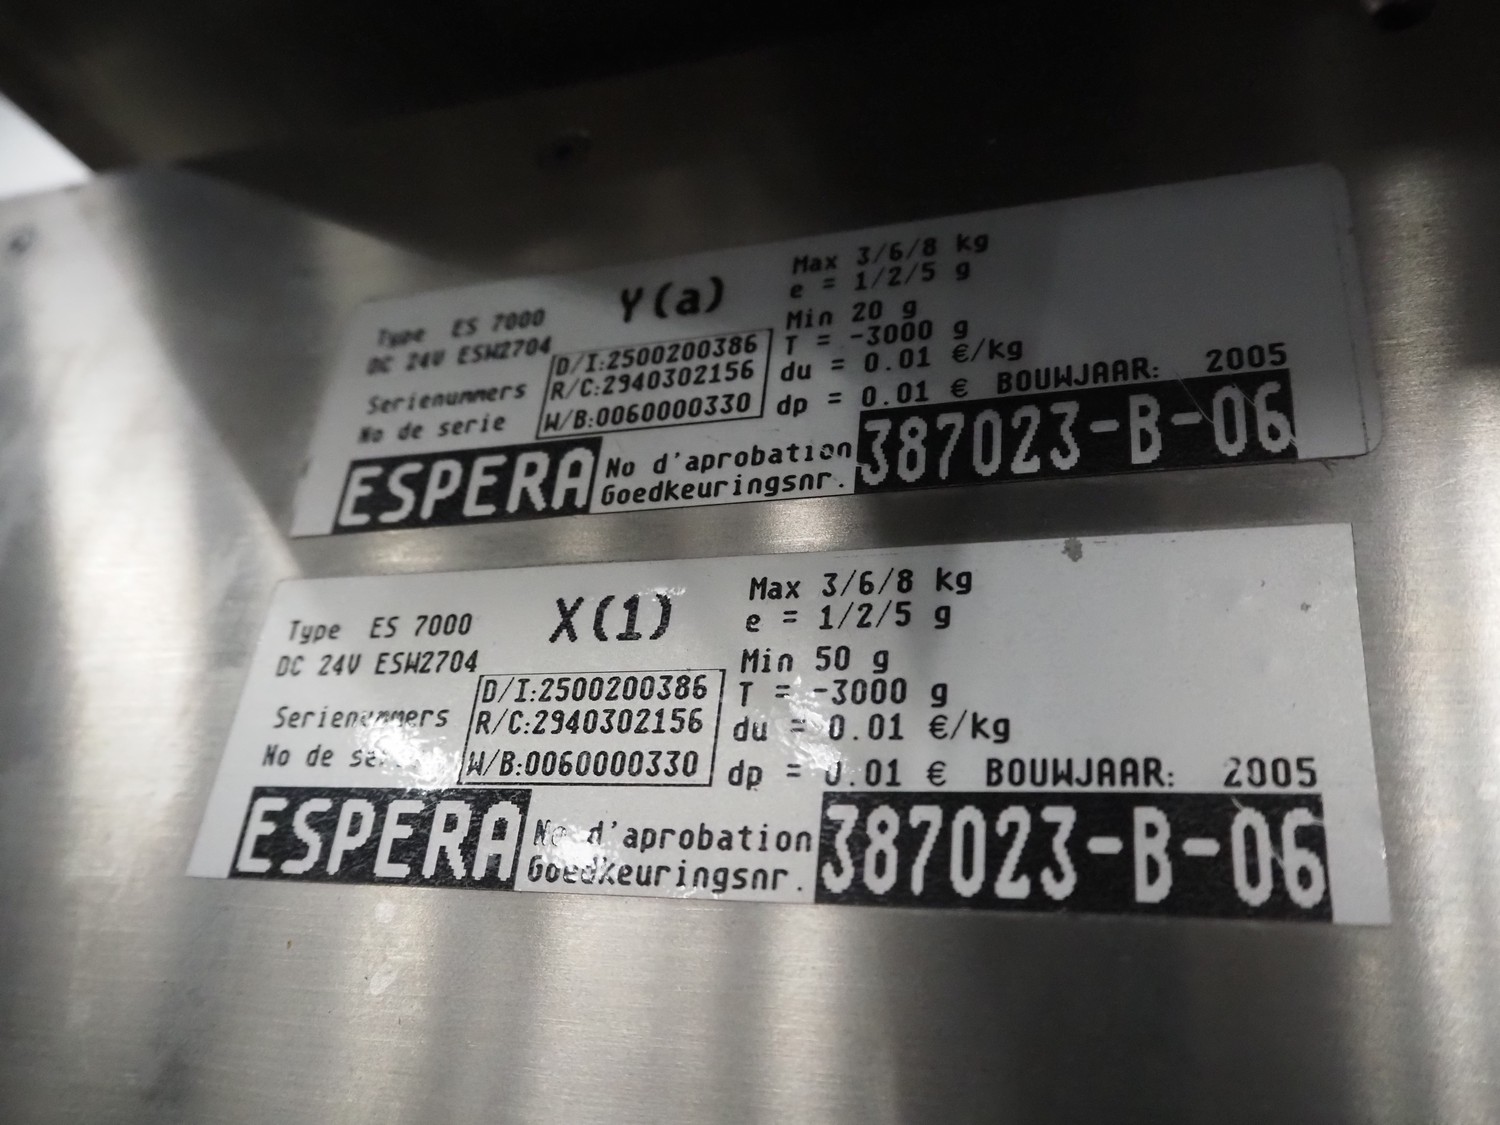 Type ES 7000
DC 24V ESW2704
Y(a)
Serienummers
No de serie
D/I:2500200386
R/C:2940302156
W/B:0060000330
Max 3/6/8 kg
e = 1/2/5 g
Min 20 g
T = -3000 g
du = 0.01 €/kg
dp = 0.01 € BOUWJAAR: 2005
ESPERA
No d'aprobation
Goedkeuringsnr.
387023-B-06
Type ES 7000
DC 24V ESW2704
X(1)
Serienummers
No de serie
D/I:2500200386
R/C:2940302156
W/B:0060000330
Max 3/6/8 kg
e = 1/2/5 g
Min 50 g
T = -3000 g
du = 0.01 €/kg
dp = 0.01 € BOUWJAAR: 2005
ESPERA
No d'aprobation
Goedkeuringsnr.
387023-B-06